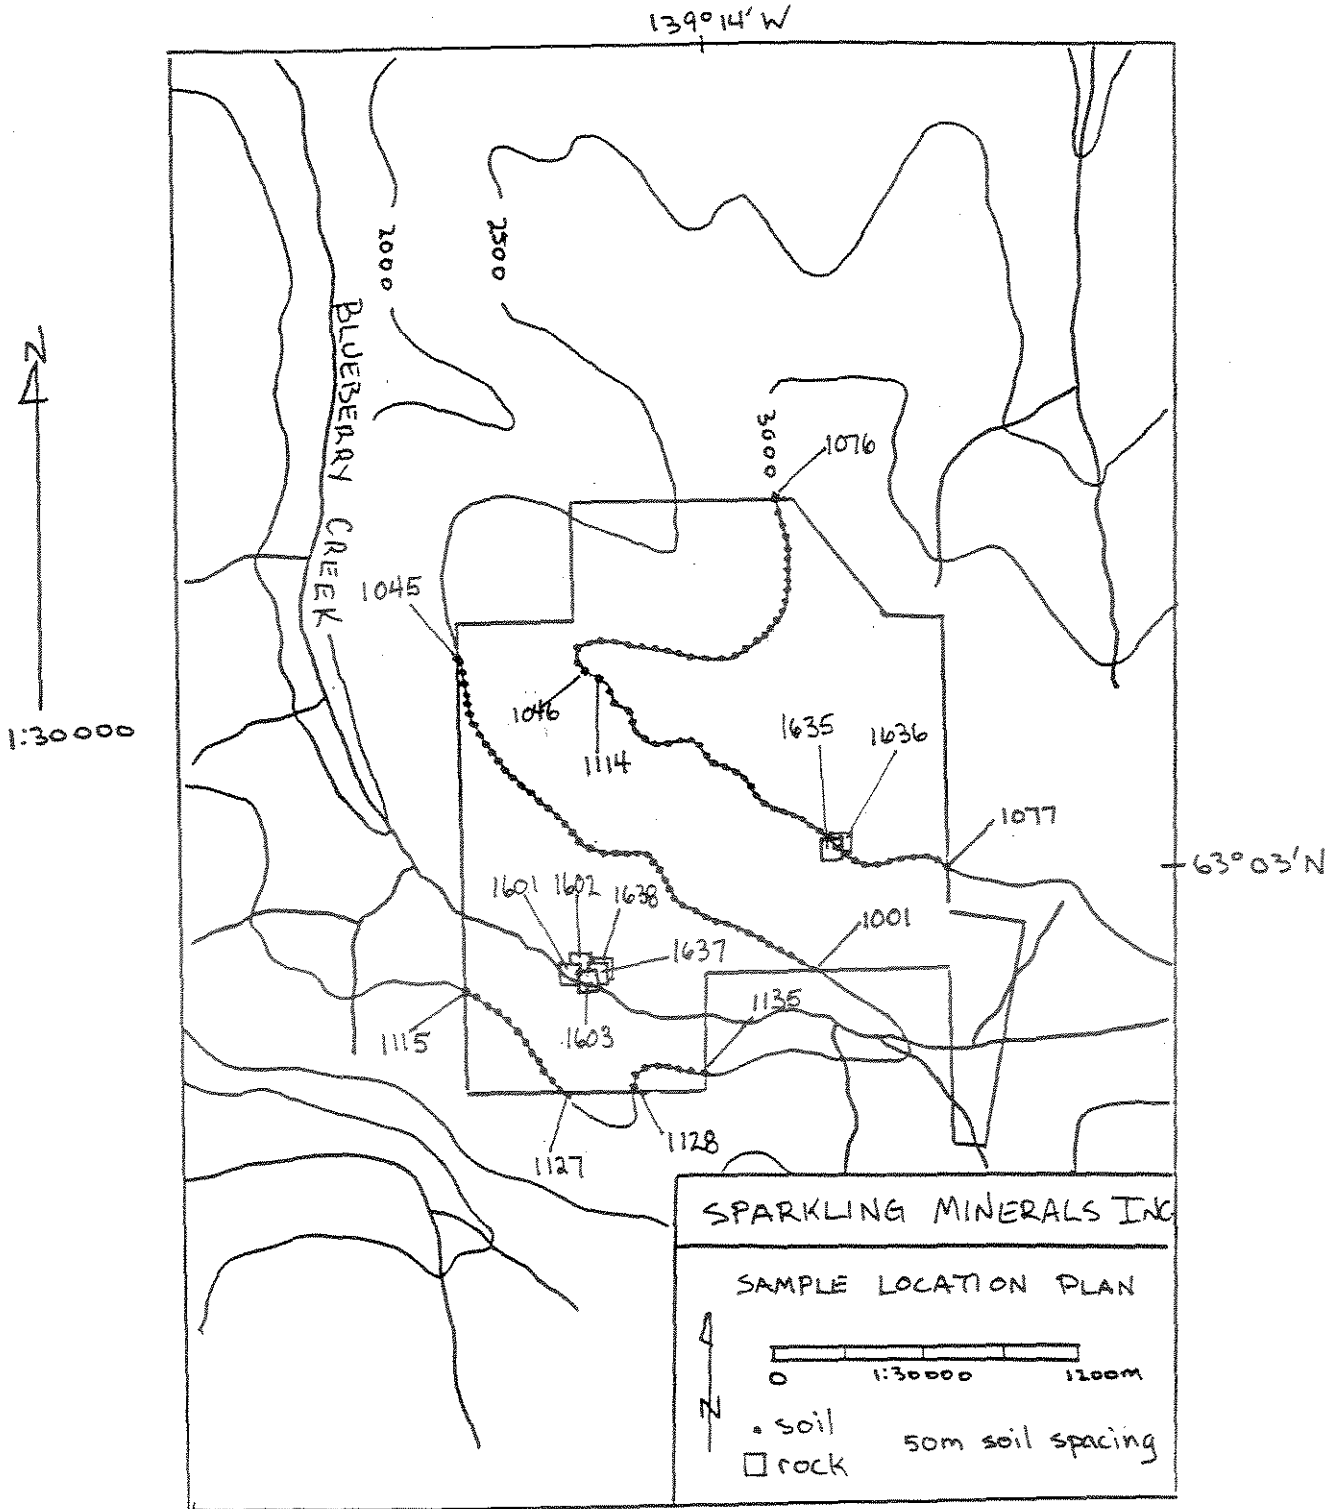 139°14'W
2000
2500
BLUEBERRY CREEK
N
3000
1076
1045
1046
1114
1635
1636
1:30000
1077
63°03'N
1601
1602
1638
1637
1001
1115
1603
1135
1127
1128
SPARKLING MINERALS INC
SAMPLE LOCATION PLAN
0
1:30000
1200m
N
soil
rock
50m soil spacing